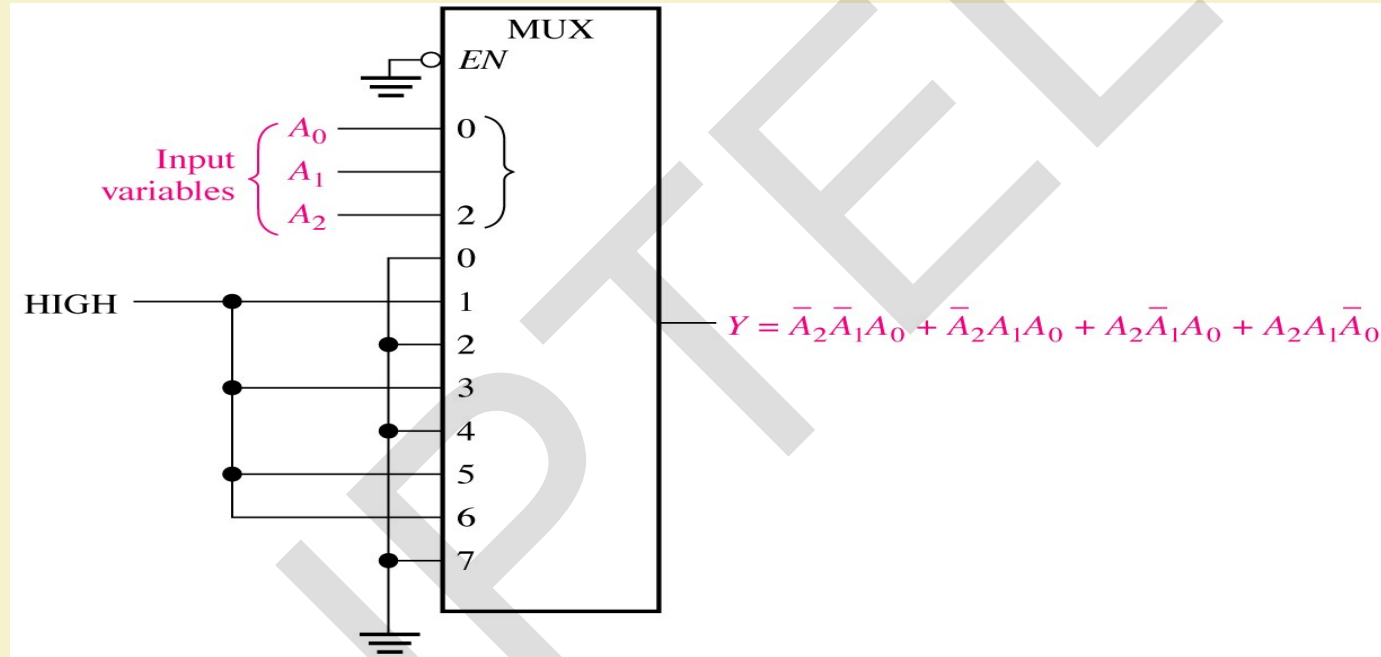 MUX
EN
A₀ 0
Input
variables
A₁
A₂ 2
0
HIGH 1
Y = A̅₂A̅₁A₀ + A̅₂A₁A₀ + A₂A̅₁A₀ + A₂A₁A̅₀
2
3
4
5
6
7
IPTEL